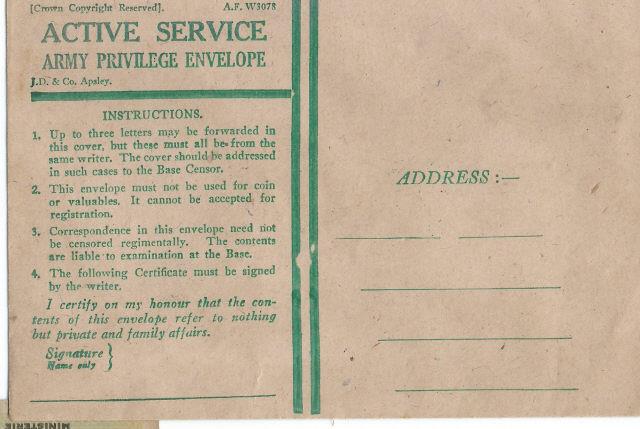 [Crown Copyright Reserved]. A.F. W3078
ACTIVE SERVICE
ARMY PRIVILEGE ENVELOPE
J.D. & Co. Apsley.
INSTRUCTIONS.
1. Up to three letters may be forwarded in
this cover, but these must all be from the
same writer. The cover should be addressed
in such cases to the Base Censor.
2. This envelope must not be used for coin
or valuables. It cannot be accepted for
registration.
3. Correspondence in this envelope need not
be censored regimentally. The contents
are liable to examination at the Base.
4. The following Certificate must be signed
by the writer.
I certify on my honour that the con-
tents of this envelope refer to nothing
but private and family affairs.
Signature }
Name only
ADDRESS :—
MINISTERIE